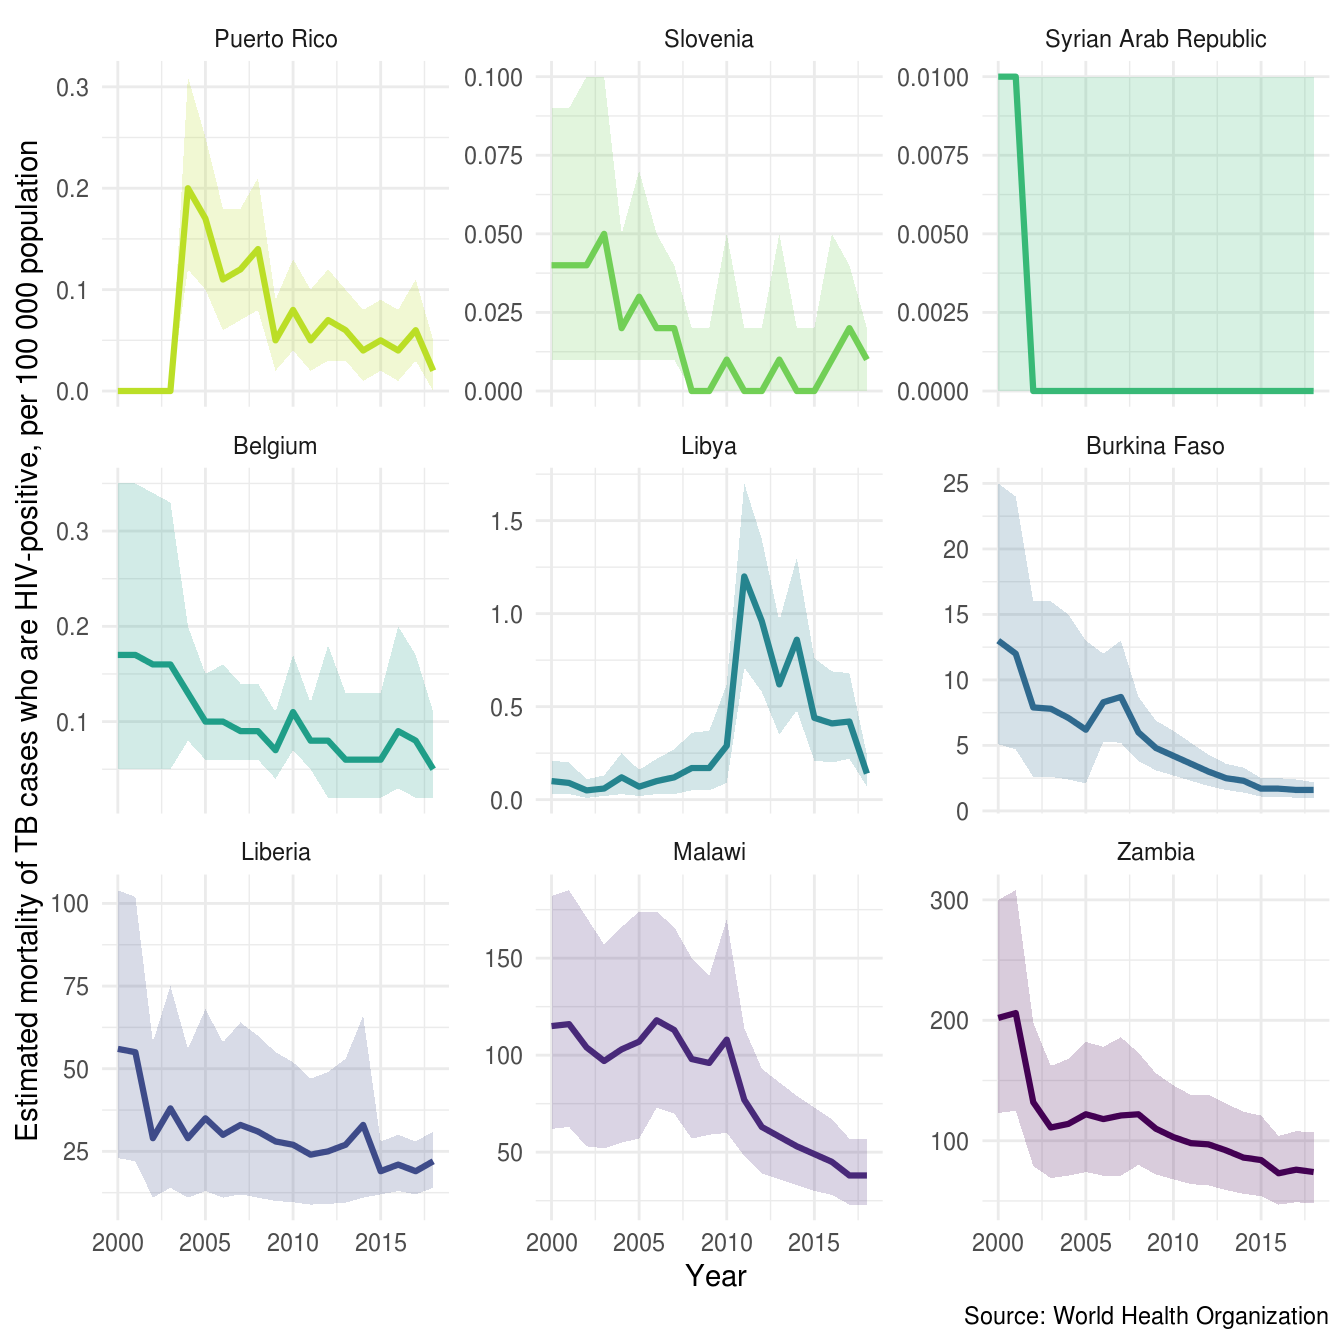 Estimated mortality of TB cases who are HIV-positive, per 100 000 population
Puerto Rico
0.3
0.2
0.1
0.0
Slovenia
0.100
0.075
0.050
0.025
0.000
Syrian Arab Republic
0.0100
0.0075
0.0050
0.0025
0.0000
Belgium
0.3
0.2
0.1
Libya
1.5
1.0
0.5
0.0
Burkina Faso
25
20
15
10
5
0
Liberia
100
75
50
25
2000 2005 2010 2015
Malawi
150
100
50
2000 2005 2010 2015
Zambia
300
200
100
2000 2005 2010 2015
Year
Source: World Health Organization